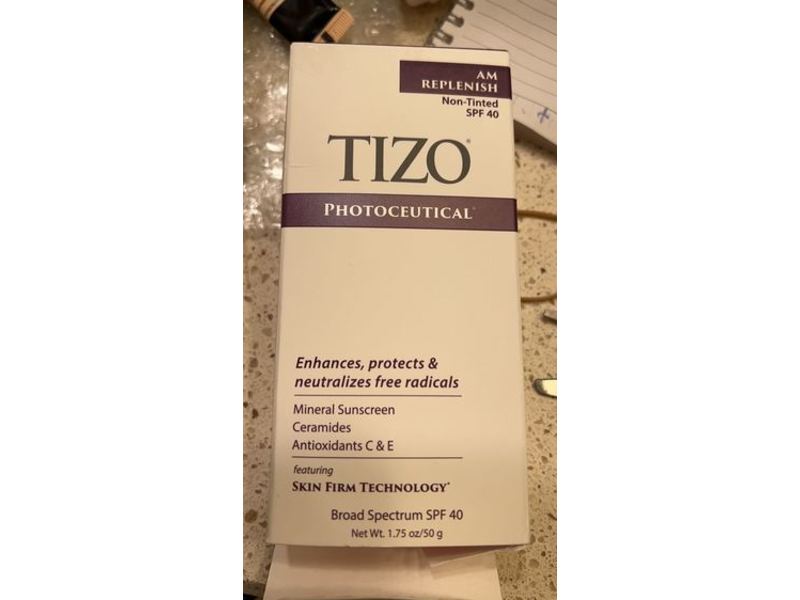 AM
REPLENISH
Non-Tinted
SPF 40
TIZO®
PHOTOCEUTICAL®
Enhances, protects &
neutralizes free radicals
Mineral Sunscreen
Ceramides
Antioxidants C & E
featuring
SKIN FIRM TECHNOLOGY®
Broad Spectrum SPF 40
Net Wt. 1.75 oz/50 g